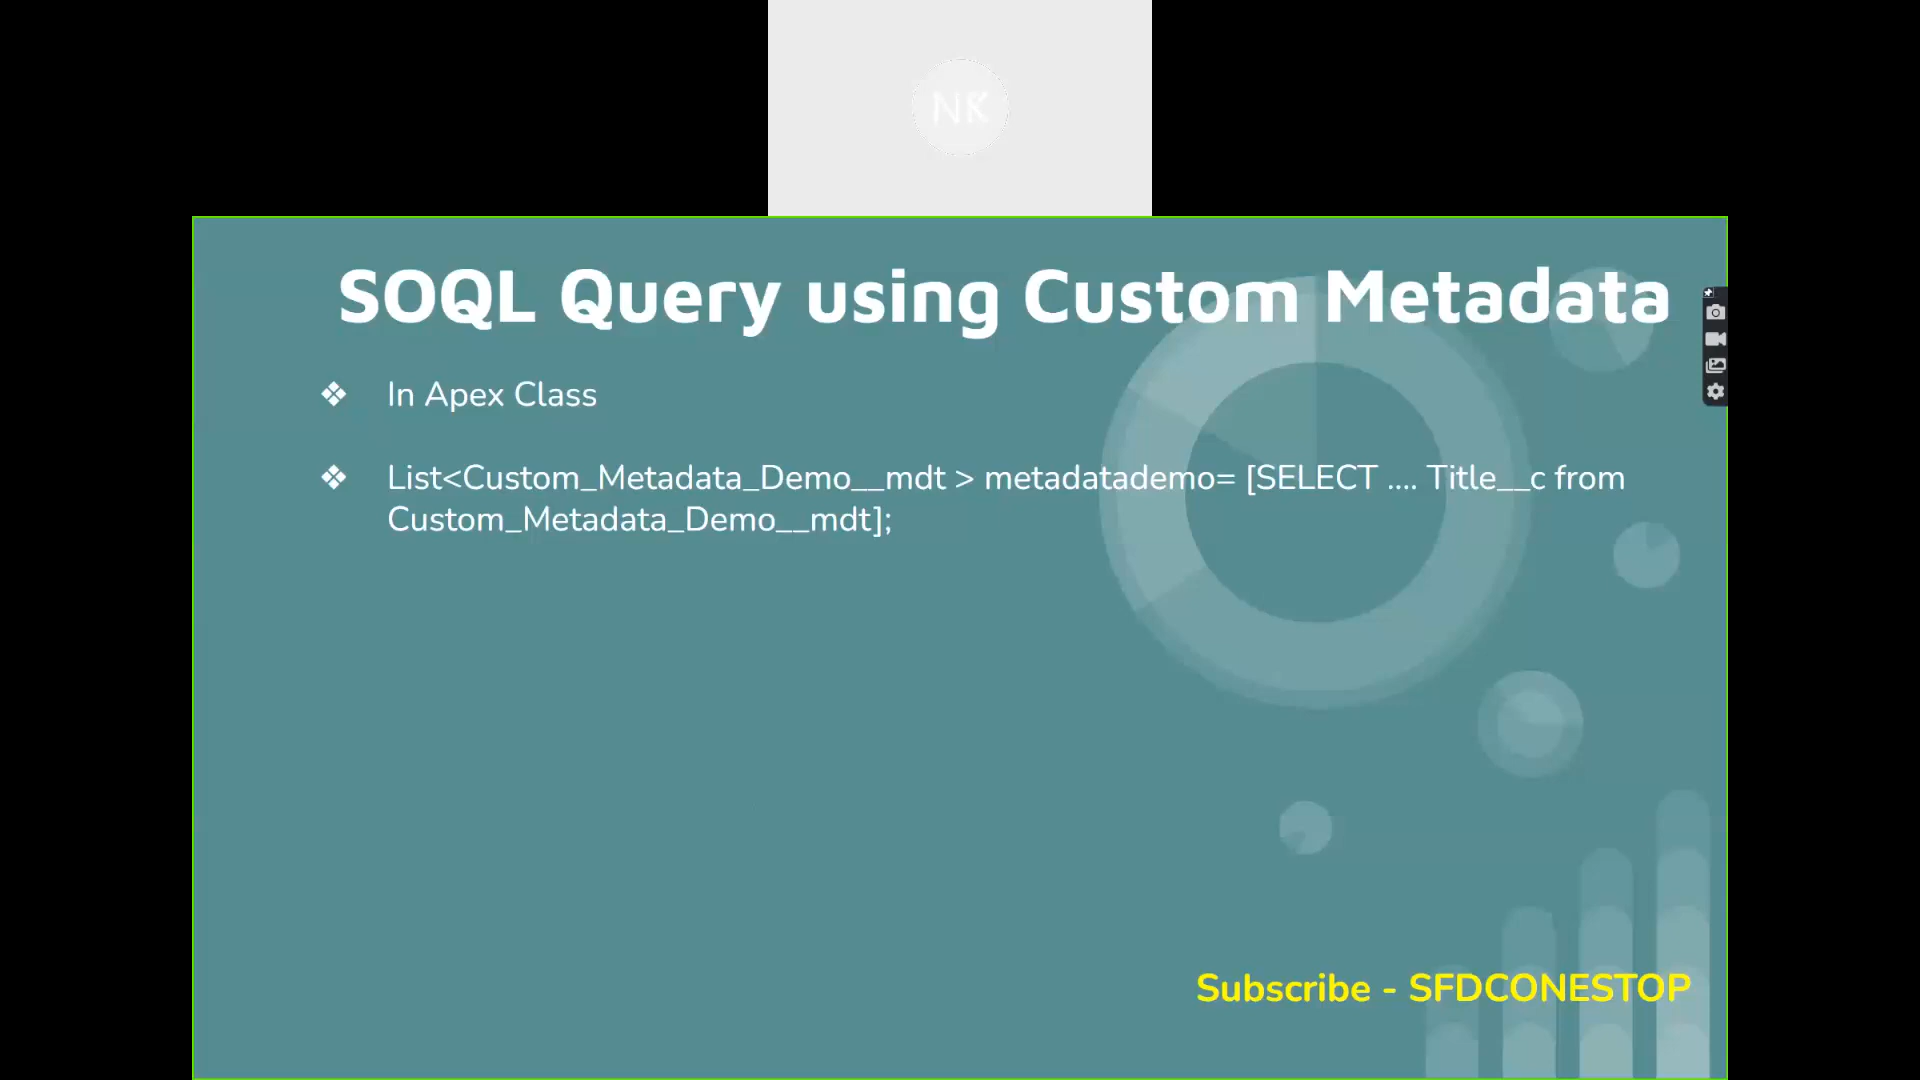 NK
SOQL Query using Custom Metadata
❖ In Apex Class
❖ List<Custom_Metadata_Demo__mdt > metadatademo= [SELECT .... Title__c from
Custom_Metadata_Demo__mdt];
Subscribe - SFDCONESTOP